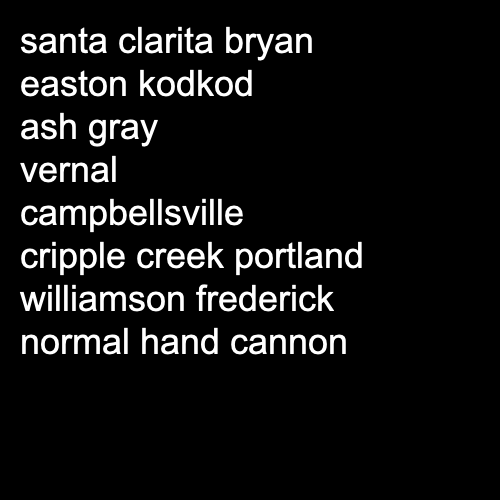 santa clarita bryan
easton kodkod
ash gray
vernal
campbellsville
cripple creek portland
williamson frederick
normal hand cannon